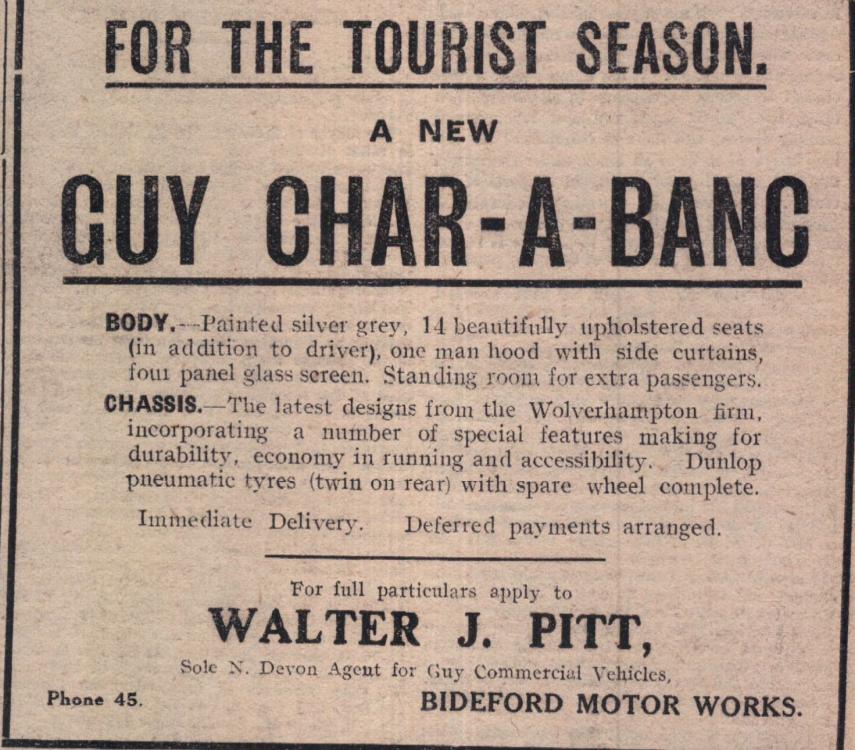 FOR THE TOURIST SEASON.
A NEW
GUY CHAR-A-BANC
BODY.—Painted silver grey, 14 beautifully upholstered seats
(in addition to driver), one man hood with side curtains,
four panel glass screen. Standing room for extra passengers.
CHASSIS.—The latest designs from the Wolverhampton firm,
incorporating a number of special features making for
durability, economy in running and accessibility. Dunlop
pneumatic tyres (twin on rear) with spare wheel complete.
Immediate Delivery. Deferred payments arranged.
For full particulars apply to
WALTER J. PITT,
Sole N. Devon Agent for Guy Commercial Vehicles,
Phone 45. BIDEFORD MOTOR WORKS.